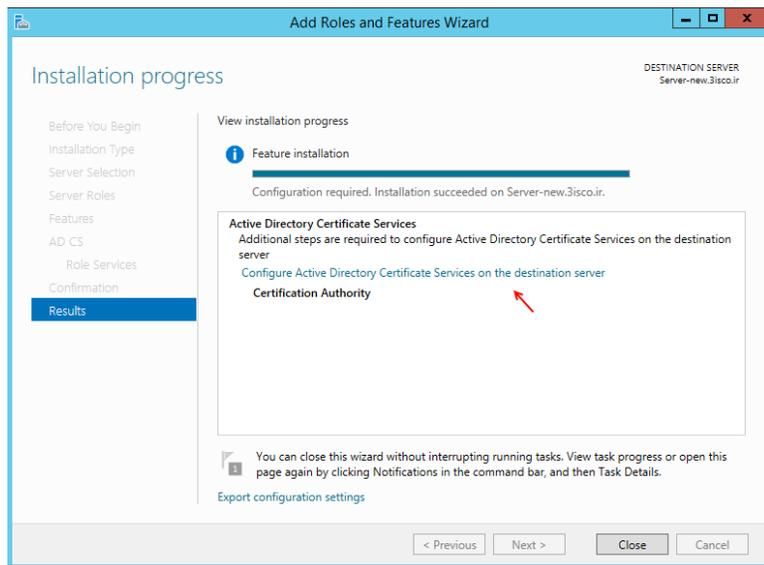 Add Roles and Features Wizard
Installation progress
DESTINATION SERVER
Server-new.3isco.ir
Before You Begin
Installation Type
Server Selection
Server Roles
Features
AD CS
Role Services
Confirmation
Results
View installation progress
Feature installation
Configuration required. Installation succeeded on Server-new.3isco.ir.
Active Directory Certificate Services
Additional steps are required to configure Active Directory Certificate Services on the destination
server
Configure Active Directory Certificate Services on the destination server
Certification Authority
1
You can close this wizard without interrupting running tasks. View task progress or open this
page again by clicking Notifications in the command bar, and then Task Details.
Export configuration settings
< Previous
Next >
Close
Cancel